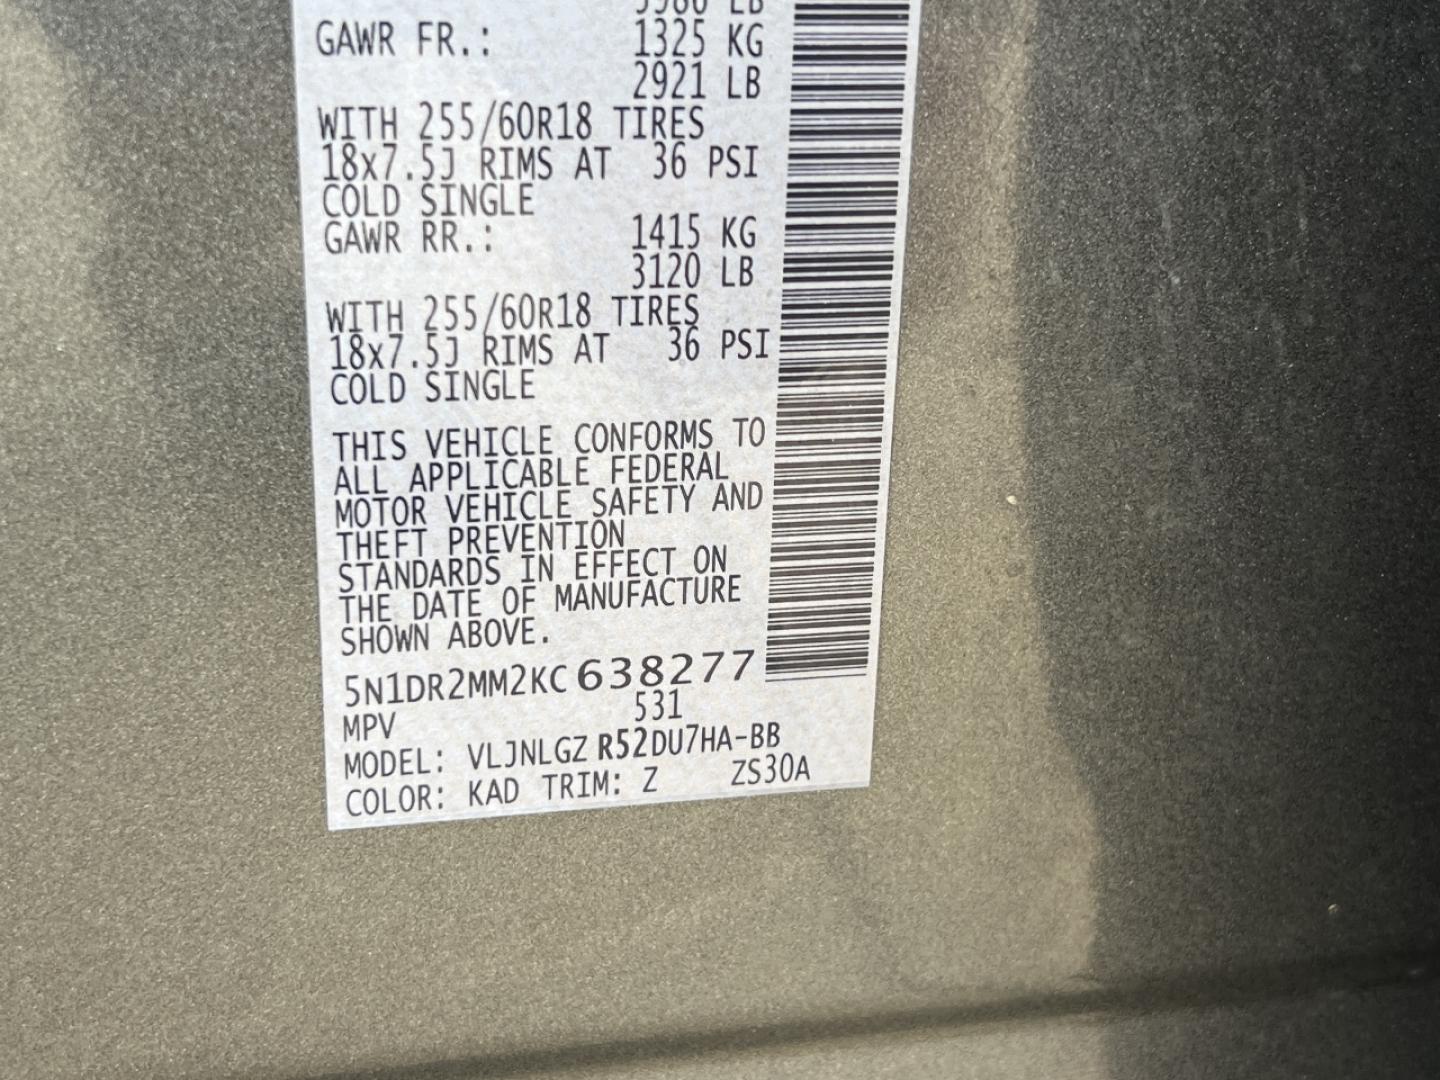 5980 LB
GAWR FR.: 1325 KG
2921 LB
WITH 255/60R18 TIRES
18x7.5J RIMS AT 36 PSI
COLD SINGLE
GAWR RR.: 1415 KG
3120 LB
WITH 255/60R18 TIRES
18x7.5J RIMS AT 36 PSI
COLD SINGLE
THIS VEHICLE CONFORMS TO
ALL APPLICABLE FEDERAL
MOTOR VEHICLE SAFETY AND
THEFT PREVENTION
STANDARDS IN EFFECT ON
THE DATE OF MANUFACTURE
SHOWN ABOVE.
5N1DR2MM2KC638277
MPV 531
MODEL: VLJNLGZ R52DU7HA-BB
COLOR: KAD TRIM: Z ZS30A